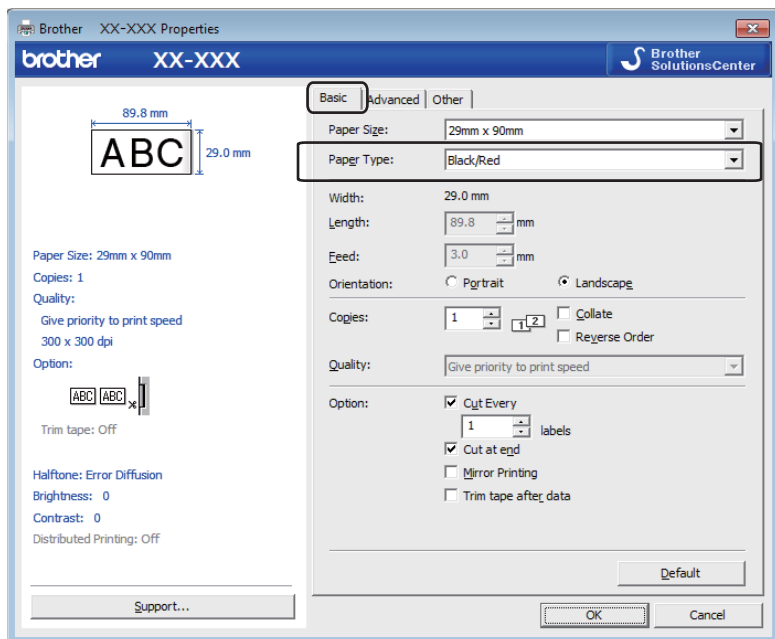 Brother XX-XXX Properties
brother XX-XXX
Brother
SolutionsCenter
89.8 mm
ABC
29.0 mm
Paper Size: 29mm x 90mm
Copies: 1
Quality:
Give priority to print speed
300 x 300 dpi
Option:
ABC ABC
Trim tape: Off
Halftone: Error Diffusion
Brightness: 0
Contrast: 0
Distributed Printing: Off
Support...
Basic Advanced Other
Paper Size: 29mm x 90mm
Paper Type: Black/Red
Width: 29.0 mm
Length: 89.8 mm
Feed: 3.0 mm
Orientation: Portrait Landscape
Copies: 1 1 2 Collate
Reverse Order
Quality: Give priority to print speed
Option: Cut Every
1 labels
Cut at end
Mirror Printing
Trim tape after data
Default
OK Cancel